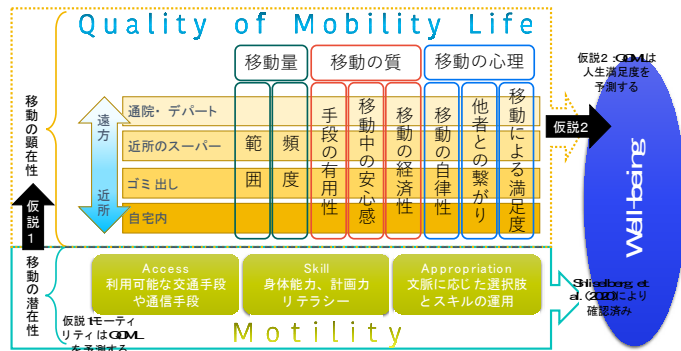 Quality of Mobility Life
移動量
移動の質
移動の心理
範囲
頻度
手段の有用性
移動中の安心感
移動の経済性
移動の自律性
他者との繋がり
移動による満足度
通院・デパート
近所のスーパー
ゴミ出し
自宅内
遠方
近所
移動の顕在性
仮説1
移動の潜在性
仮説2：QOMLは
人生満足度を
予測する
仮説2
Well-being
Access
利用可能な交通手段
や通信手段
Skill
身体能力、計画力
リテラシー
Appropriation
文脈に応じた選択肢
とスキルの運用
Shliselberg, et.
al. (2020)により
確認済み
仮説1:モーティ
リティはQOML
を予測する
Motility